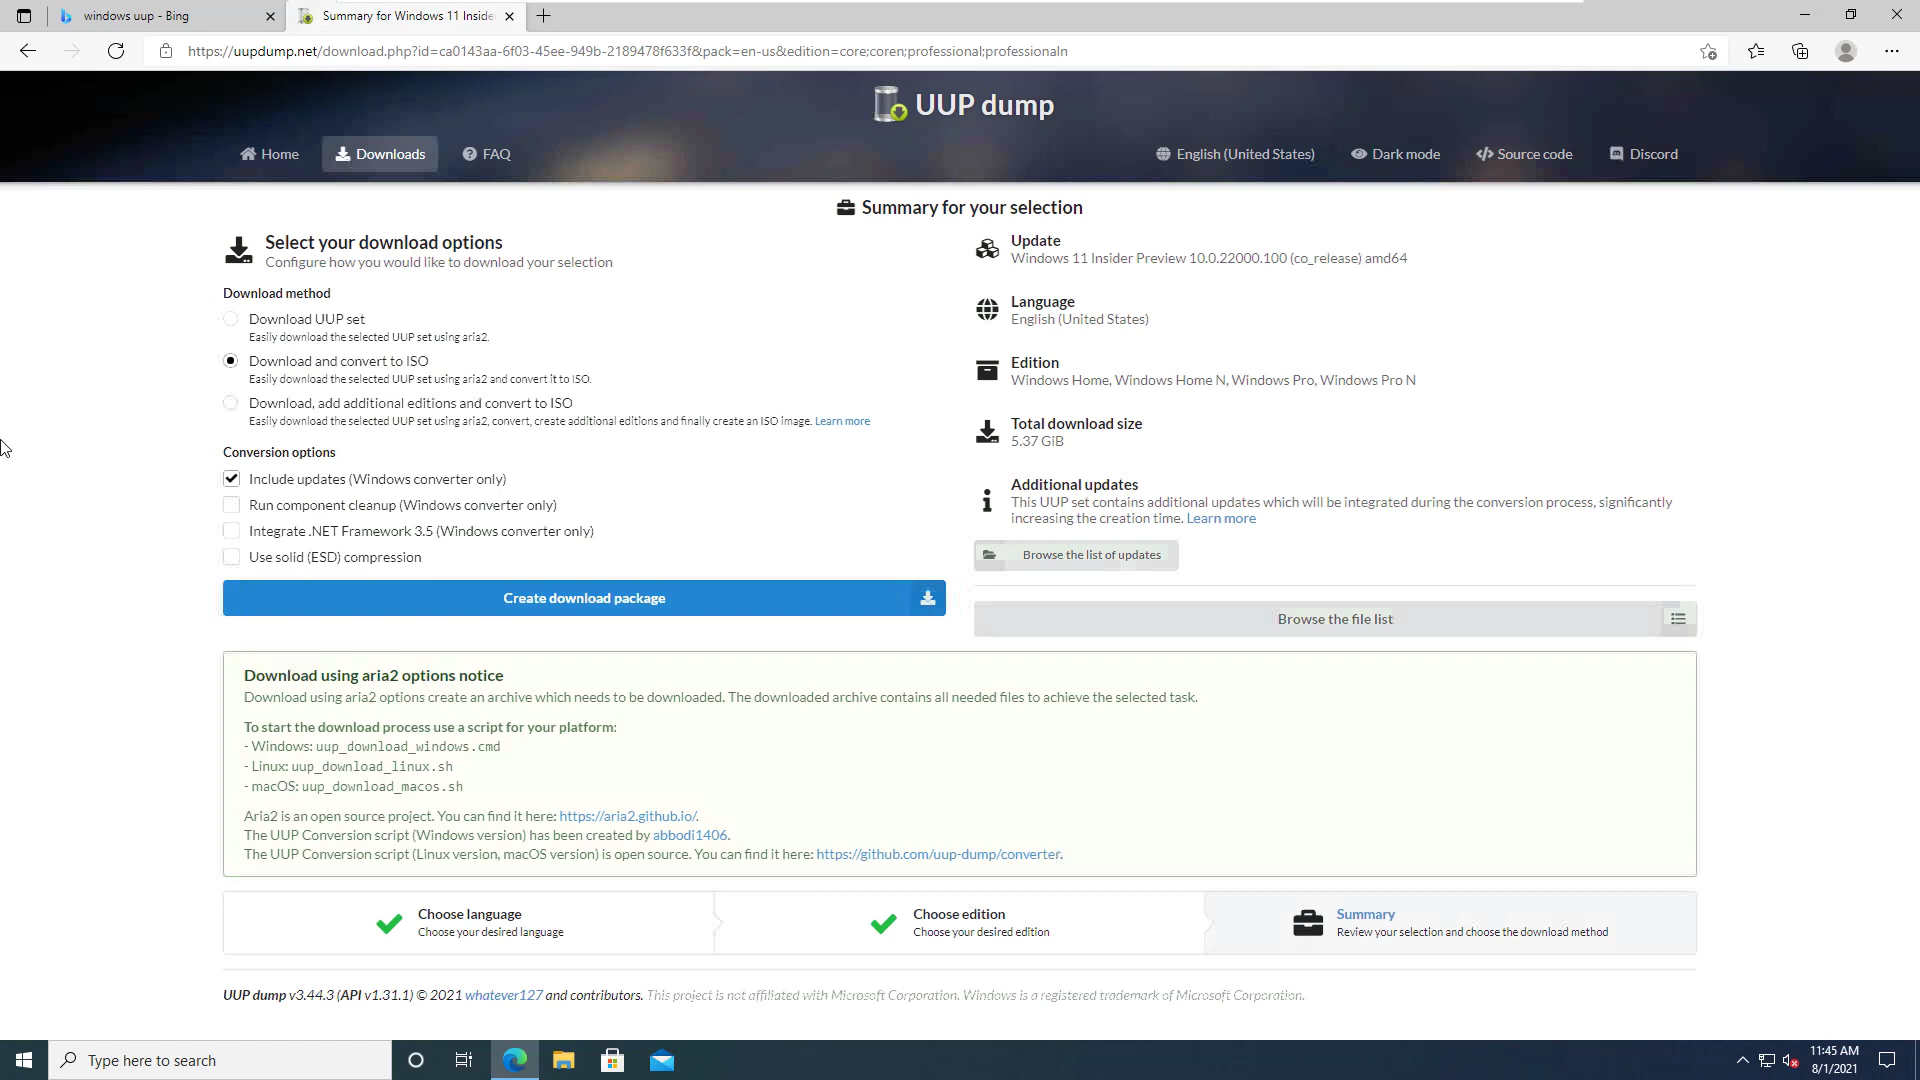 windows uup - Bing
Summary for Windows 11 Inside
https://uupdump.net/download.php?id=ca0143aa-6f03-45ee-949b-2189478f633f&pack=en-us&edition=core;coren;professional;professionaln
UUP dump
Home
Downloads
FAQ
English (United States)
Dark mode
Source code
Discord
Summary for your selection
Select your download options
Configure how you would like to download your selection
Download method
Download UUP set
Easily download the selected UUP set using aria2.
Download and convert to ISO
Easily download the selected UUP set using aria2 and convert it to ISO.
Download, add additional editions and convert to ISO
Easily download the selected UUP set using aria2, convert, create additional editions and finally create an ISO image. Learn more
Conversion options
Include updates (Windows converter only)
Run component cleanup (Windows converter only)
Integrate .NET Framework 3.5 (Windows converter only)
Use solid (ESD) compression
Create download package
Update
Windows 11 Insider Preview 10.0.22000.100 (co_release) amd64
Language
English (United States)
Edition
Windows Home, Windows Home N, Windows Pro, Windows Pro N
Total download size
5.37 GiB
Additional updates
This UUP set contains additional updates which will be integrated during the conversion process, significantly
increasing the creation time. Learn more
Browse the list of updates
Browse the file list
Download using aria2 options notice
Download using aria2 options create an archive which needs to be downloaded. The downloaded archive contains all needed files to achieve the selected task.
To start the download process use a script for your platform:
- Windows: uup_download_windows.cmd
- Linux: uup_download_linux.sh
- macOS: uup_download_macos.sh
Aria2 is an open source project. You can find it here: https://aria2.github.io/.
The UUP Conversion script (Windows version) has been created by abbodi1406.
The UUP Conversion script (Linux version, macOS version) is open source. You can find it here: https://github.com/uup-dump/converter.
Choose language
Choose your desired language
Choose edition
Choose your desired edition
Summary
Review your selection and choose the download method
UUP dump v3.44.3 (API v1.31.1) © 2021 whatever127 and contributors. This project is not affiliated with Microsoft Corporation. Windows is a registered trademark of Microsoft Corporation.
Type here to search
11:45 AM
8/1/2021